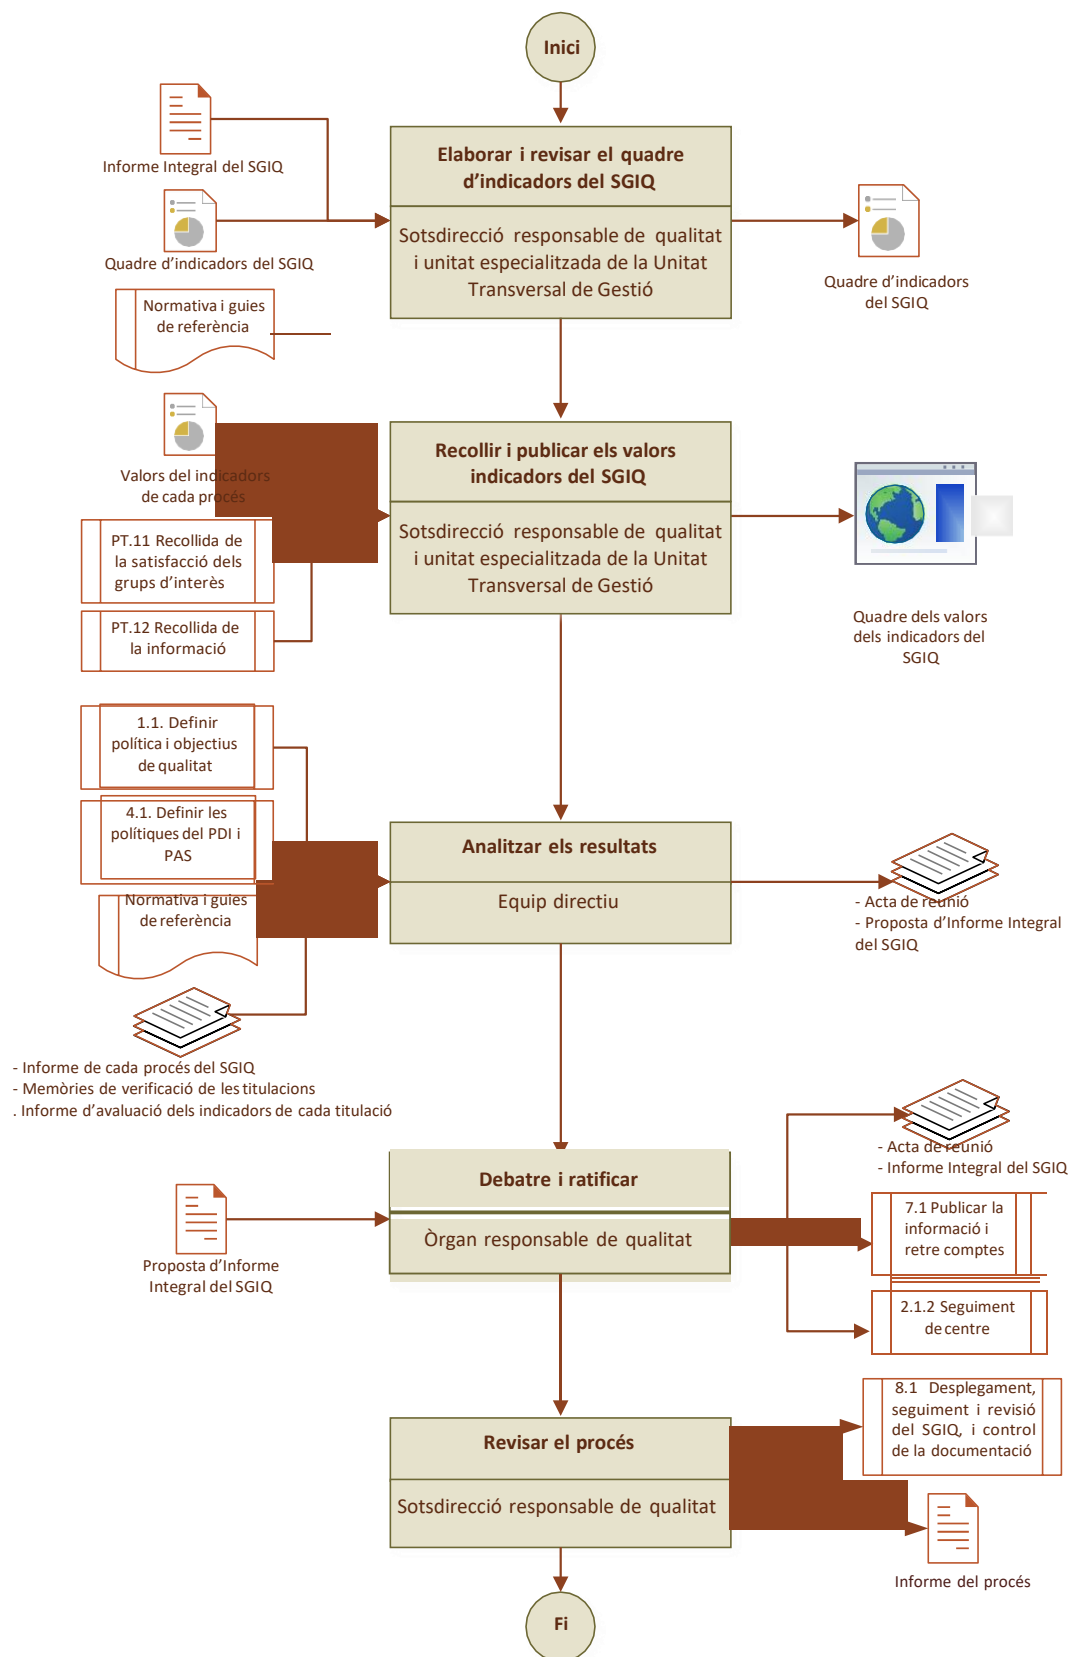 Inici
Informe Integral del SGIQ
Elaborar i revisar el quadre
d'indicadors del SGIQ
Quadre d'indicadors del SGIQ
Sotsdirecció responsable de qualitat
i unitat especialitzada de la Unitat
Transversal de Gestió
Quadre d'indicadors
del SGIQ
Normativa i guies
de referència
Recollir i publicar els valors
indicadors del SGIQ
Valors del indicadors
de cada procés
Sotsdirecció responsable de qualitat
i unitat especialitzada de la Unitat
Transversal de Gestió
PT.11 Recollida de
la satisfacció dels
grups d'interès
PT.12 Recollida de
la informació
Quadre dels valors
dels indicadors del
SGIQ
1.1. Definir
política i objectius
de qualitat
4.1. Definir les
polítiques del PDI i
PAS
Normativa i guies
de referència
Analitzar els resultats
Equip directiu
- Acta de reunió
- Proposta d'Informe Integral
del SGIQ
- Informe de cada procés del SGIQ
- Memòries de verificació de les titulacions
. Informe d'avaluació dels indicadors de cada titulació
Debatre i ratificar
Òrgan responsable de qualitat
Proposta d'Informe
Integral del SGIQ
- Acta de reunió
- Informe Integral del SGIQ
7.1 Publicar la
informació i
retre comptes
2.1.2 Seguiment
de centre
Revisar el procés
Sotsdirecció responsable de qualitat
8.1 Desplegament,
seguiment i revisió
del SGIQ, i control
de la documentació
Informe del procés
Fi